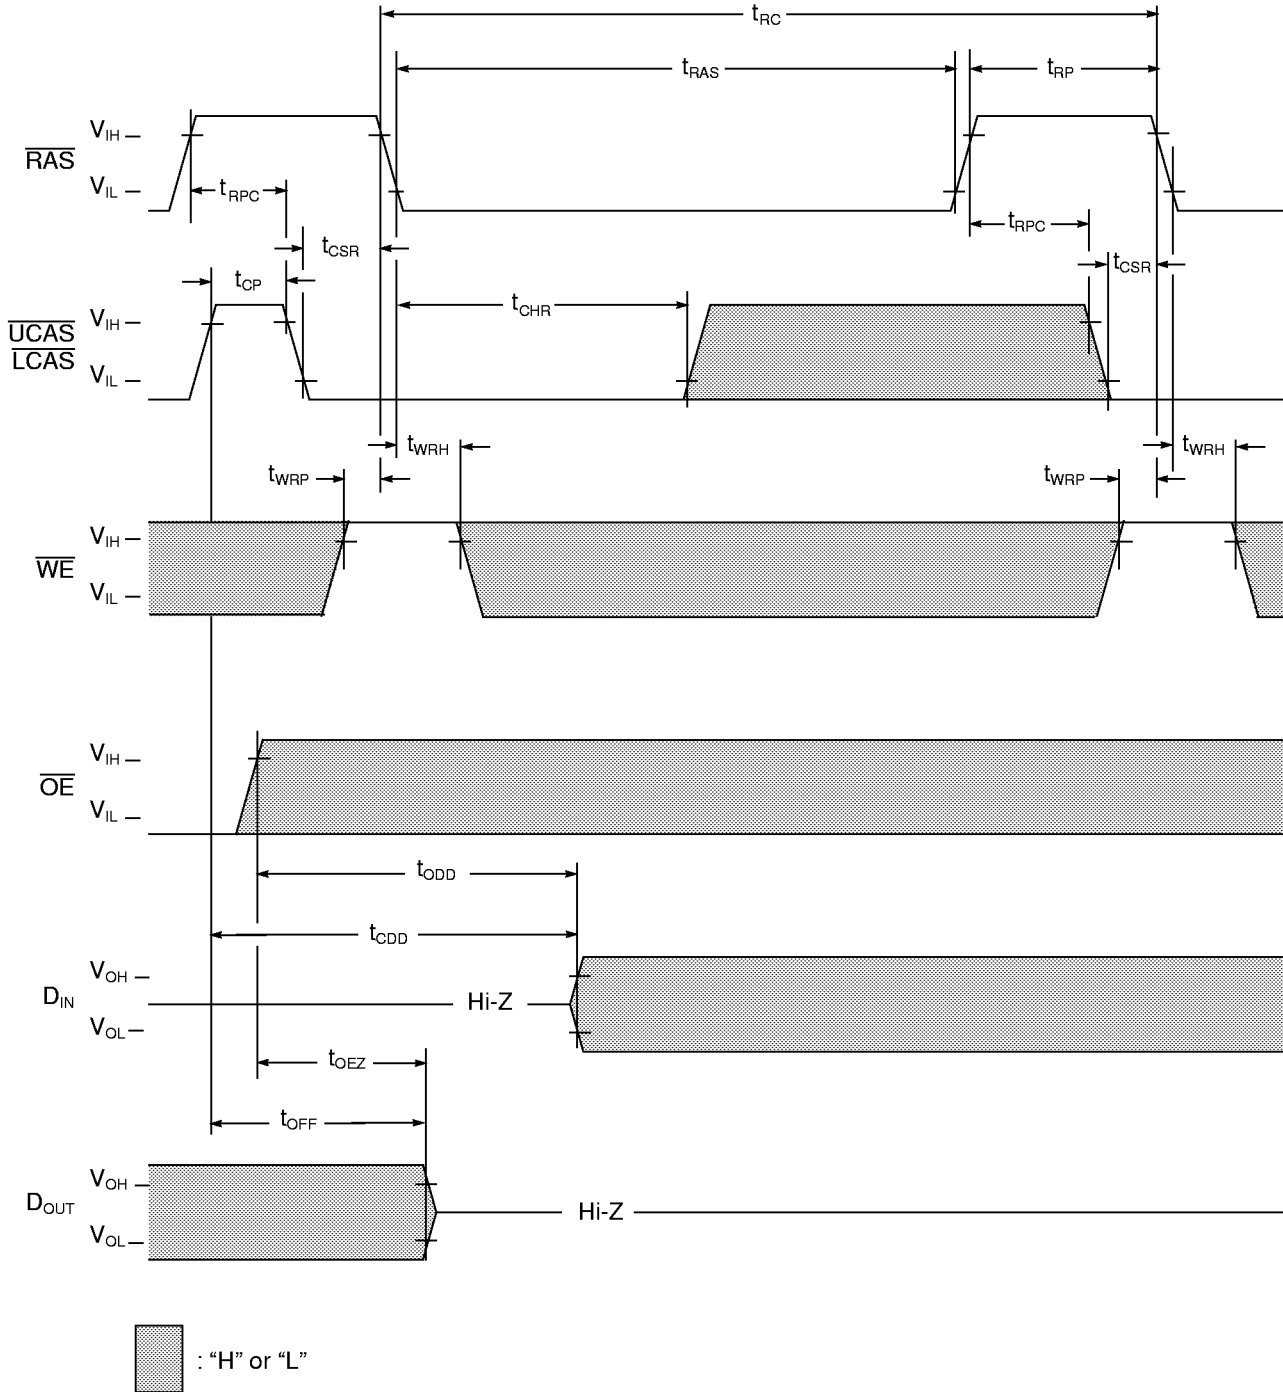 tRC
tRAS
tRP
VIH
RAS
VIL
tRPC
tRPC
tCSR
tCSR
tCP
tCHR
VIH
UCAS
LCAS
VIL
tWRH
tWRH
tWRP
tWRP
VIH
WE
VIL
VIH
OE
VIL
tODD
tCDD
VOH
DIN
Hi-Z
VOL
tOEZ
tOFF
VOH
DOUT
Hi-Z
VOL
: “H” or “L”